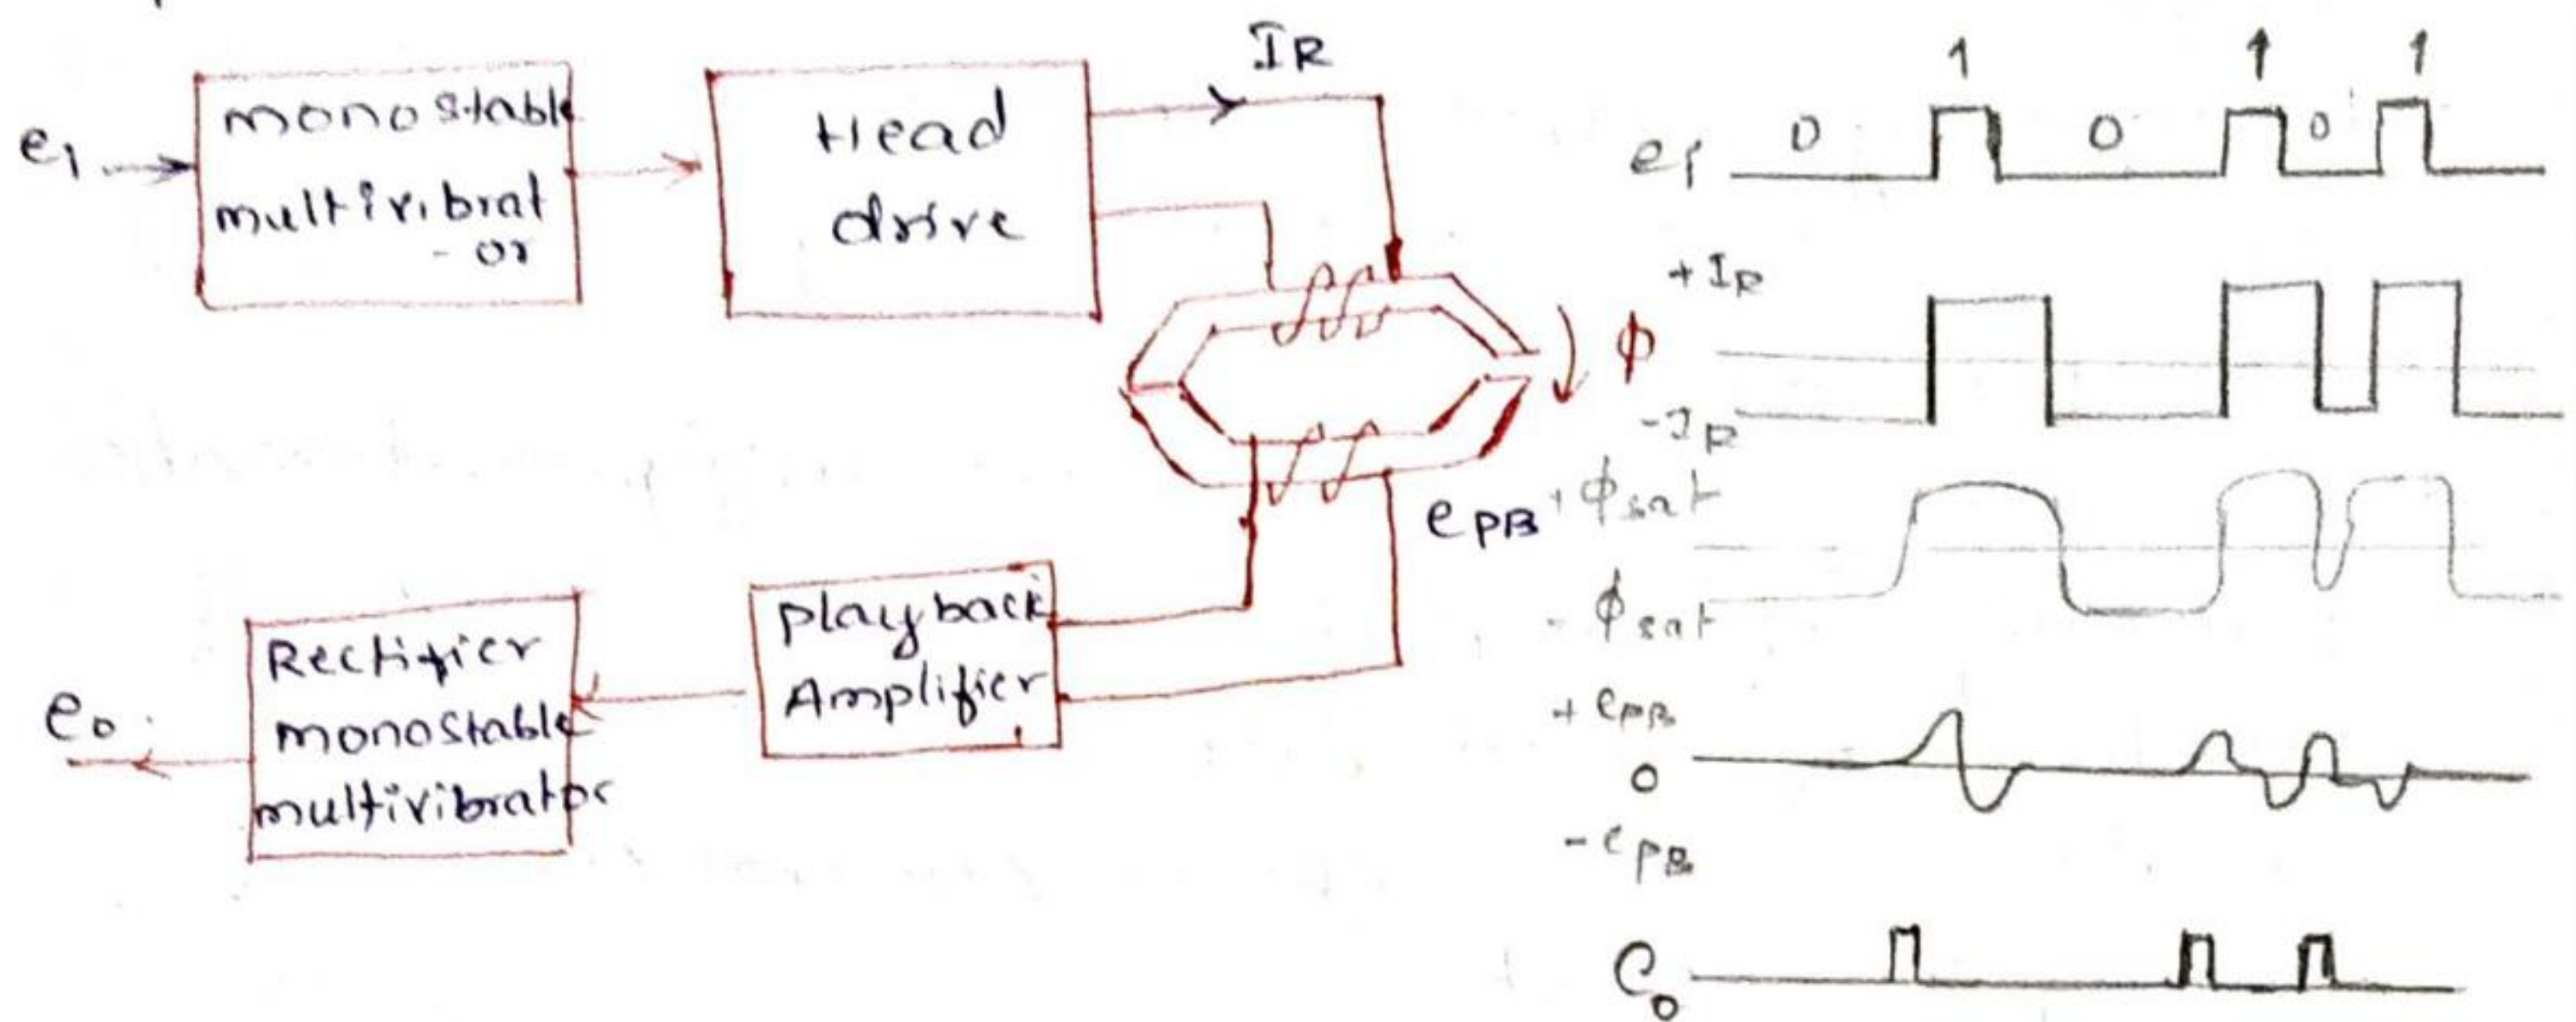 e1
monostable
multivibrat
- or
Head
drive
IR
ϕ
ePB
playback
Amplifier
Rectifier
monostable
multivibrator
eo
1 1 1
0 0 0
e1
+IR
-IR
+ϕsat
-ϕsat
+ePB
0
-ePB
eo